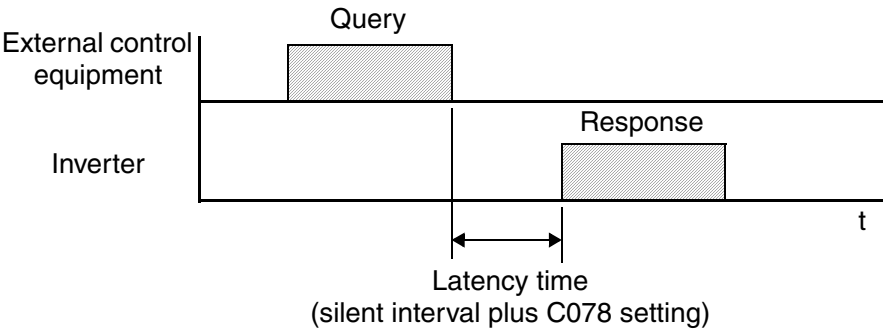 Query
External control
equipment
Response
Inverter
t
Latency time
(silent interval plus C078 setting)